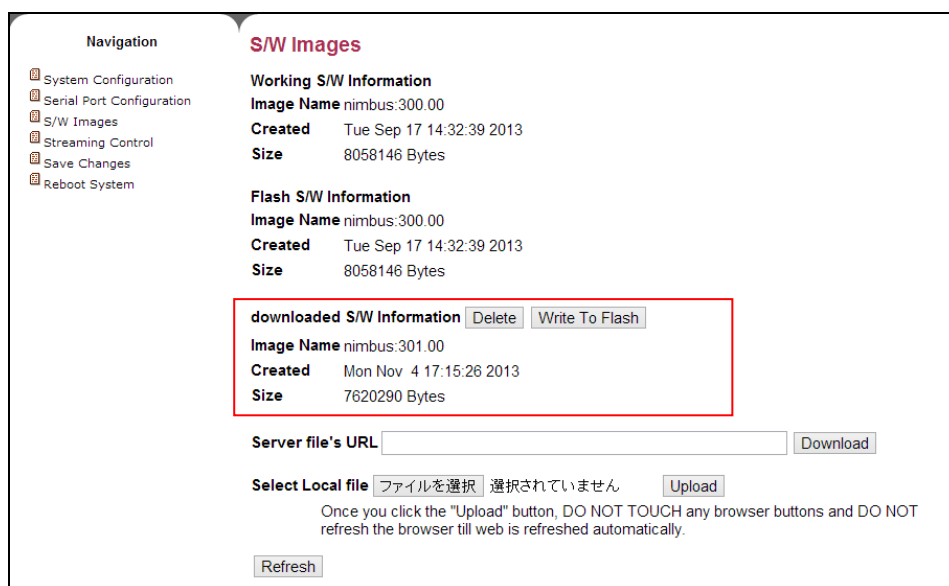 Navigation
System Configuration
Serial Port Configuration
S/W Images
Streaming Control
Save Changes
Reboot System
S/W Images
Working S/W Information
Image Name nimbus:300.00
Created Tue Sep 17 14:32:39 2013
Size 8058146 Bytes
Flash S/W Information
Image Name nimbus:300.00
Created Tue Sep 17 14:32:39 2013
Size 8058146 Bytes
downloaded S/W Information Delete Write To Flash
Image Name nimbus:301.00
Created Mon Nov 4 17:15:26 2013
Size 7620290 Bytes
Server file's URL Download
Select Local file ファイルを選択 選択されていません Upload
Once you click the "Upload" button, DO NOT TOUCH any browser buttons and DO NOT
refresh the browser till web is refreshed automatically.
Refresh